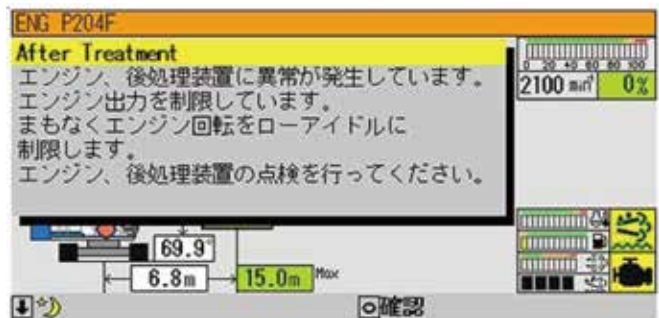 ENG P204F
After Treatment
エンジン、後処理装置に異常が発生しています。
エンジン出力を制限しています。
まもなくエンジン回転をローアイドルに
制限します。
エンジン、後処理装置の点検を行ってください。
0 20 40 60 80 100
2100 min⁻¹ 0%
69.9°
6.8m 15.0m Max
確認